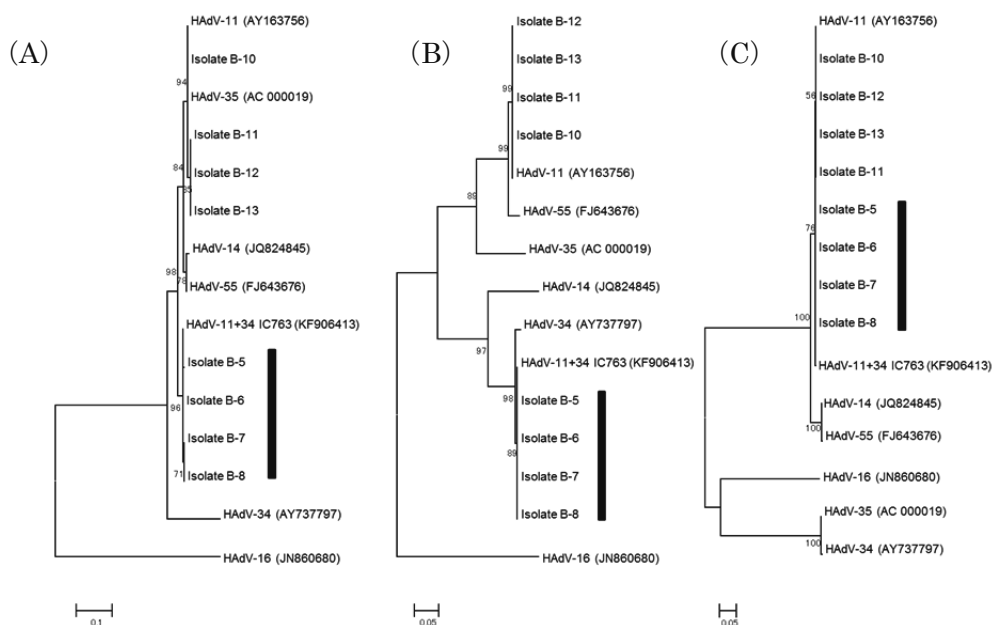 (A)
HAdV-11 (AY163756)
Isolate B-10
94
HAdV-35 (AC 000019)
Isolate B-11
84
Isolate B-12
85
Isolate B-13
HAdV-14 (JQ824845)
98
78
HAdV-55 (FJ643676)
HAdV-11+34 IC763 (KF906413)
Isolate B-5
Isolate B-6
96
Isolate B-7
71
Isolate B-8
HAdV-34 (AY737797)
HAdV-16 (JN860680)
0.1
(B)
Isolate B-12
Isolate B-13
99
Isolate B-11
Isolate B-10
99
HAdV-11 (AY163756)
89
HAdV-55 (FJ643676)
HAdV-35 (AC 000019)
HAdV-14 (JQ824845)
HAdV-34 (AY737797)
97
HAdV-11+34 IC763 (KF906413)
98
Isolate B-5
Isolate B-6
89
Isolate B-7
Isolate B-8
HAdV-16 (JN860680)
0.05
(C)
HAdV-11 (AY163756)
Isolate B-10
56
Isolate B-12
Isolate B-13
Isolate B-11
Isolate B-5
76
Isolate B-6
Isolate B-7
100
Isolate B-8
HAdV-11+34 IC763 (KF906413)
HAdV-14 (JQ824845)
100
HAdV-55 (FJ643676)
HAdV-16 (JN860680)
HAdV-35 (AC 000019)
100
HAdV-34 (AY737797)
0.05